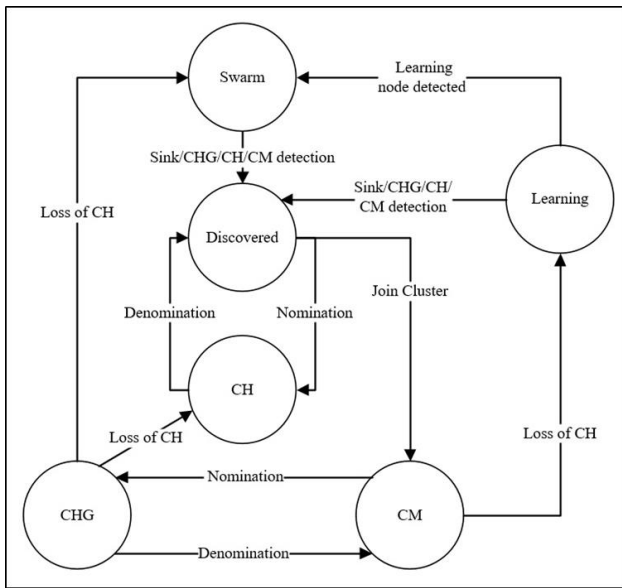 Swarm
Learning
node detected
Sink/CHG/CH/CM detection
Sink/CHG/CH/
CM detection
Learning
Loss of CH
Discovered
Join Cluster
Denomination
Nomination
CH
Loss of CH
Loss of CH
Nomination
CHG
CM
Denomination